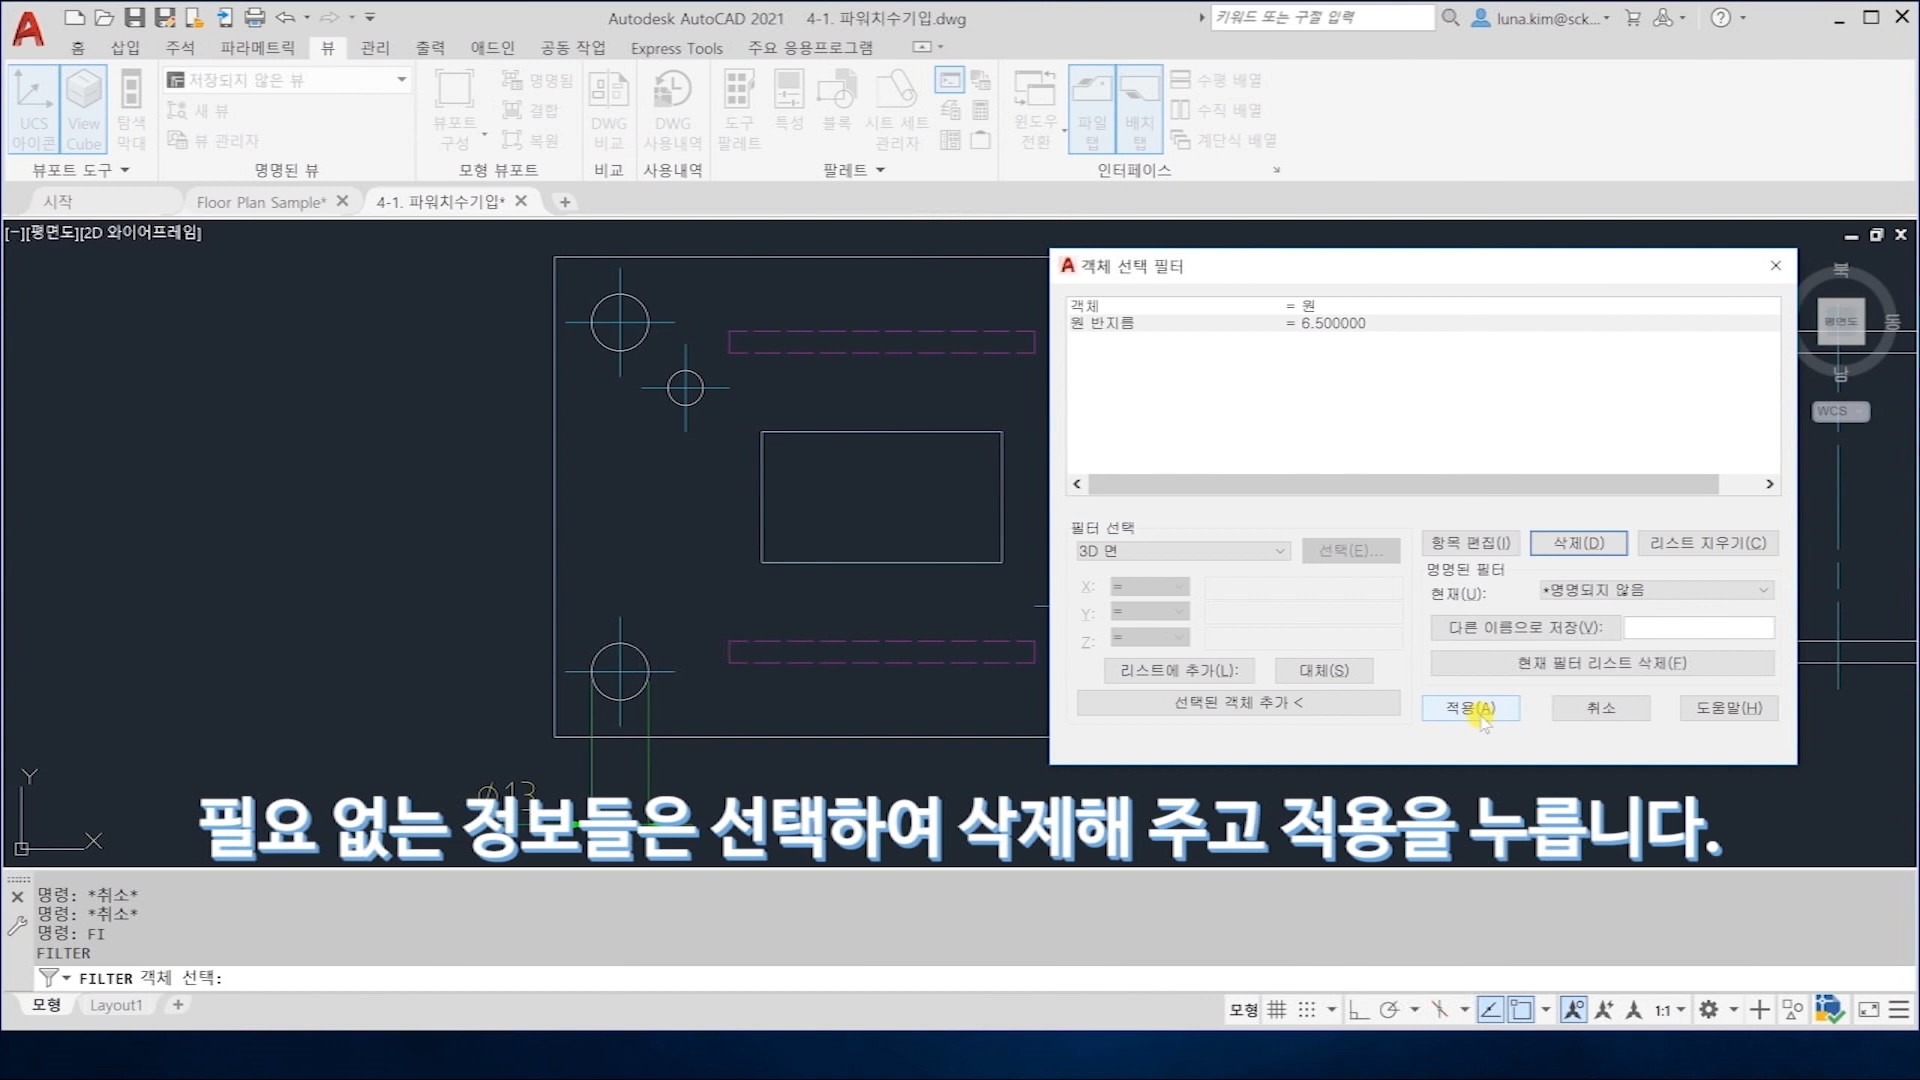 Autodesk AutoCAD 2021 4-1. 파워치수기입.dwg
키워드 또는 구절 입력
luna.kim@sck...
홈 삽입 주석 파라메트릭 뷰 관리 출력 애드인 공동 작업 Express Tools 주요 응용프로그램
UCS 아이콘
View Cube
탐색 막대
뷰포트 도구
저장되지 않은 뷰
새 뷰
뷰 관리자
명명된 뷰
뷰포트 구성
명명됨
결합
복원
모형 뷰포트
DWG 비교
비교
DWG 사용내역
사용내역
도구 팔레트
특성
블록
시트 세트 관리자
팔레트
윈도우 전환
파일 탭
배치 탭
수평 배열
수직 배열
계단식 배열
인터페이스
시작 Floor Plan Sample* 4-1. 파워치수기입*
[−][평면도][2D 와이어프레임]
객체 선택 필터
객체 = 원
원 반지름 = 6.500000
필터 선택
3D 면
선택(E)...
X: =
Y: =
Z: =
리스트에 추가(L): 대체(S)
선택된 객체 추가 <
항목 편집(I) 삭제(D) 리스트 지우기(C)
명명된 필터
현재(U): *명명되지 않음
다른 이름으로 저장(V):
현재 필터 리스트 삭제(F)
적용(A) 취소 도움말(H)
북
평면도
동
남
WCS
Y
X
∅13
필요 없는 정보들은 선택하여 삭제해 주고 적용을 누릅니다.
명령: *취소*
명령: *취소*
명령: FI
FILTER
FILTER 객체 선택:
모형 Layout1
모형 1:1